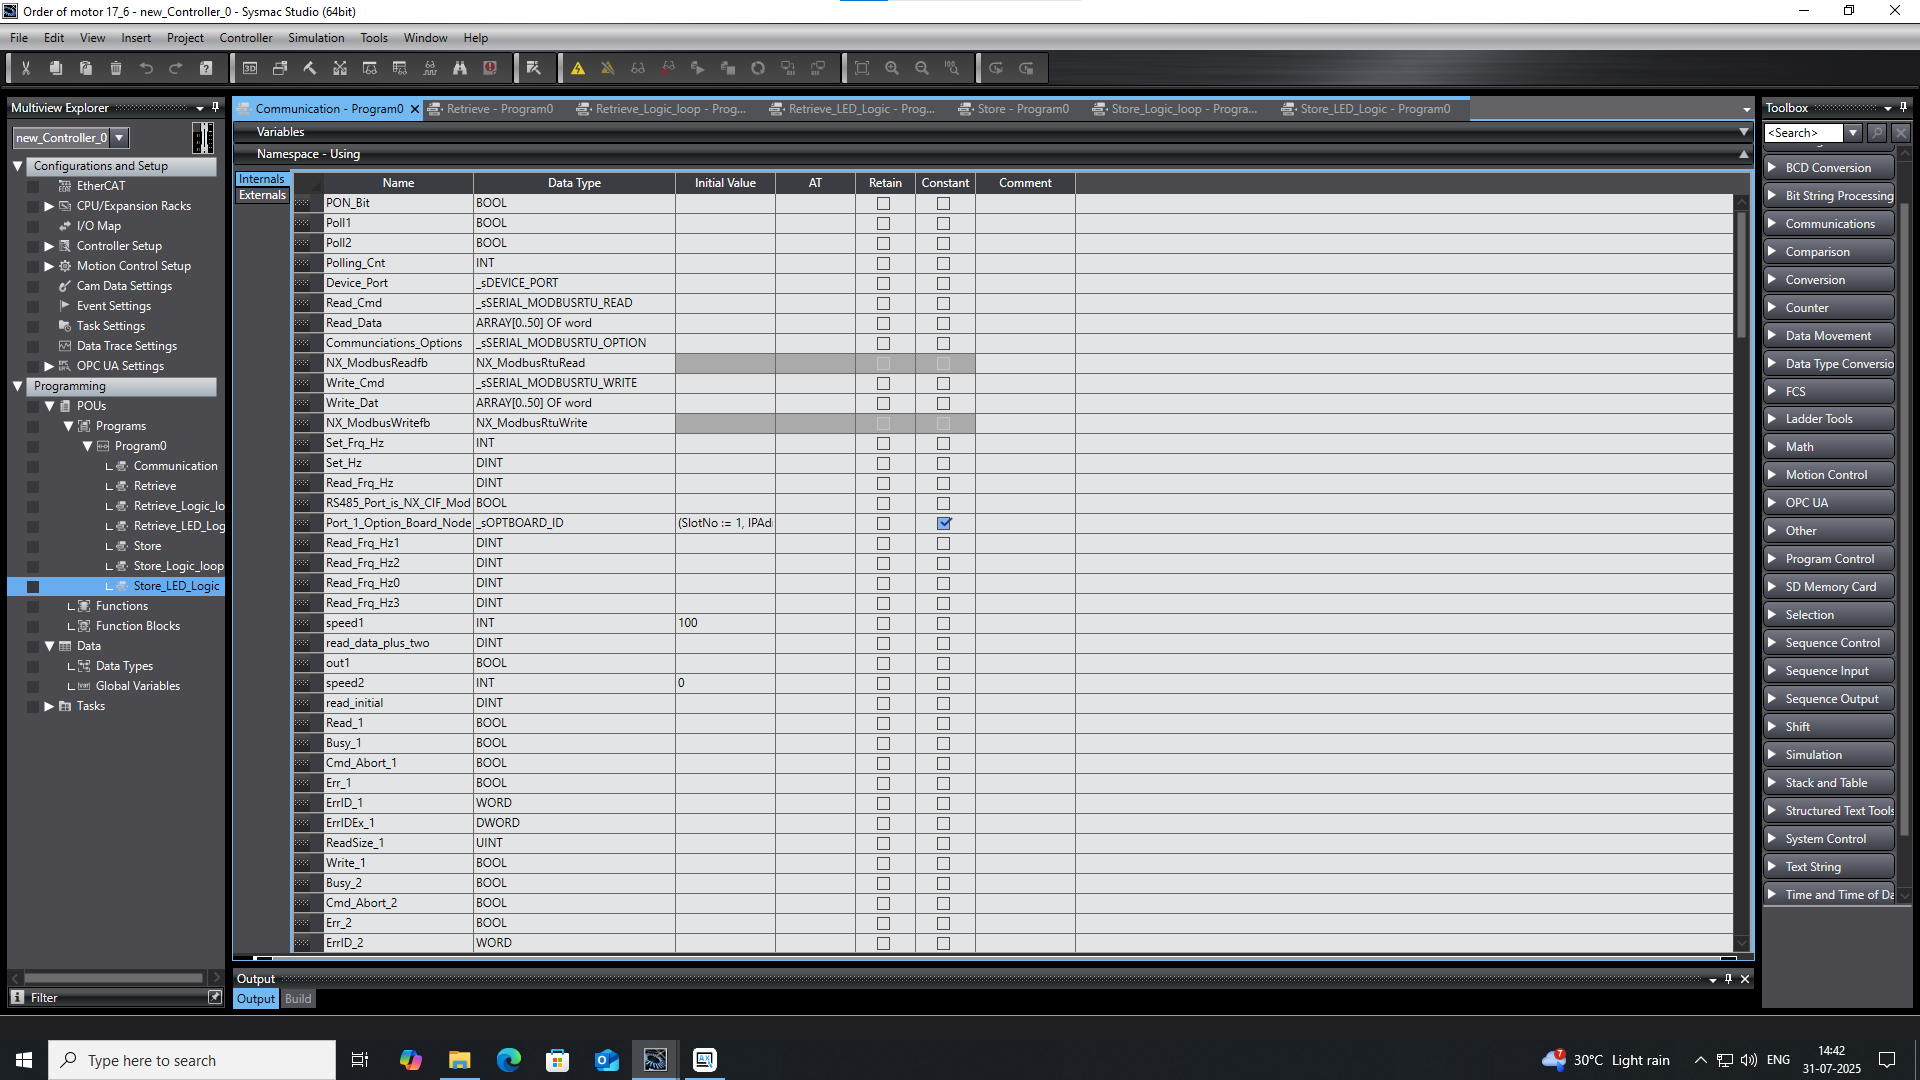 Order of motor 17_6 - new_Controller_0 - Sysmac Studio (64bit)
File Edit View Insert Project Controller Simulation Tools Window Help
Multiview Explorer
new_Controller_0
Configurations and Setup
EtherCAT
CPU/Expansion Racks
I/O Map
Controller Setup
Motion Control Setup
Cam Data Settings
Event Settings
Task Settings
Data Trace Settings
OPC UA Settings
Programming
POUs
Programs
Program0
Communication
Retrieve
Retrieve_Logic_lo
Retrieve_LED_Log
Store
Store_Logic_loop
Store_LED_Logic
Functions
Function Blocks
Data
Data Types
Global Variables
Tasks
Filter
Communication - Program0 Retrieve - Program0 Retrieve_Logic_loop - Prog... Retrieve_LED_Logic - Prog... Store - Program0 Store_Logic_loop - Progra... Store_LED_Logic - Program0
Variables
Namespace - Using
Internals
Externals
Name Data Type Initial Value AT Retain Constant Comment
PON_Bit BOOL
Poll1 BOOL
Poll2 BOOL
Polling_Cnt INT
Device_Port _sDEVICE_PORT
Read_Cmd _sSERIAL_MODBUSRTU_READ
Read_Data ARRAY[0..50] OF word
Communciations_Options _sSERIAL_MODBUSRTU_OPTION
NX_ModbusReadfb NX_ModbusRtuRead
Write_Cmd _sSERIAL_MODBUSRTU_WRITE
Write_Dat ARRAY[0..50] OF word
NX_ModbusWritefb NX_ModbusRtuWrite
Set_Frq_Hz INT
Set_Hz DINT
Read_Frq_Hz DINT
RS485_Port_is_NX_CIF_Mod BOOL
Port_1_Option_Board_Node _sOPTBOARD_ID (SlotNo := 1, IPAd
Read_Frq_Hz1 DINT
Read_Frq_Hz2 DINT
Read_Frq_Hz0 DINT
Read_Frq_Hz3 DINT
speed1 INT 100
read_data_plus_two DINT
out1 BOOL
speed2 INT 0
read_initial DINT
Read_1 BOOL
Busy_1 BOOL
Cmd_Abort_1 BOOL
Err_1 BOOL
ErrID_1 WORD
ErrIDEx_1 DWORD
ReadSize_1 UINT
Write_1 BOOL
Busy_2 BOOL
Cmd_Abort_2 BOOL
Err_2 BOOL
ErrID_2 WORD
Output
Output Build
Toolbox
<Search>
BCD Conversion
Bit String Processing
Communications
Comparison
Conversion
Counter
Data Movement
Data Type Conversio
FCS
Ladder Tools
Math
Motion Control
OPC UA
Other
Program Control
SD Memory Card
Selection
Sequence Control
Sequence Input
Sequence Output
Shift
Simulation
Stack and Table
Structured Text Tools
System Control
Text String
Time and Time of Da
Type here to search
7 30°C Light rain ENG 14:42
31-07-2025